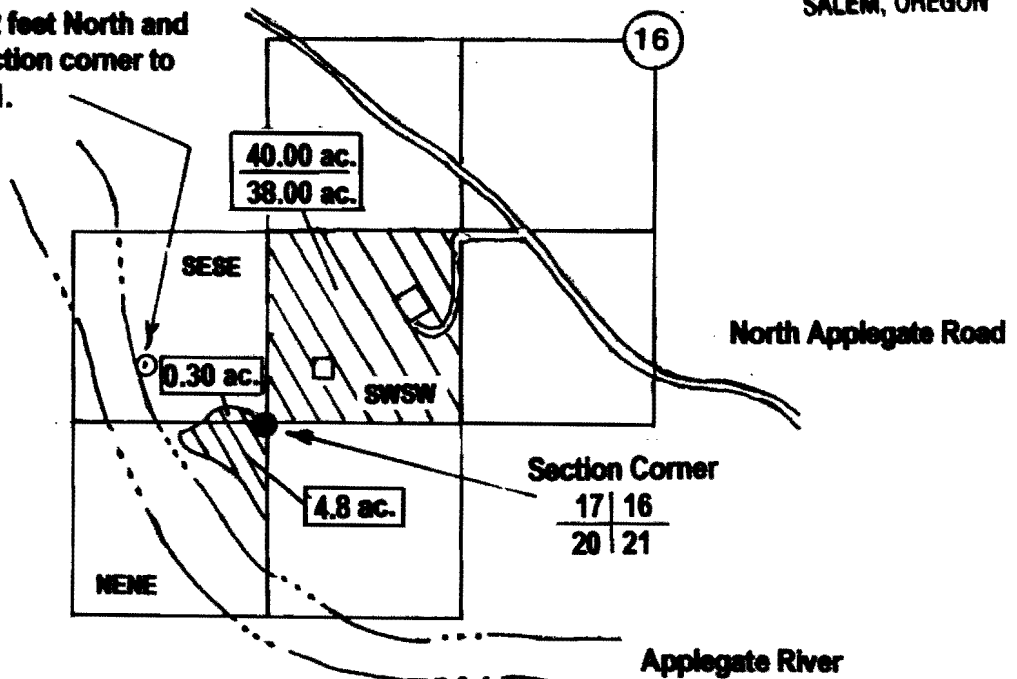 feet North and
SALEM, OREGON
16
corner to
40.00 ac.
38.00 ac.
SESE
North Applegate Road
0.30 ac.
SWSW
Section Corner
17 16
20 21
4.8 ac.
NENE
Applegate River